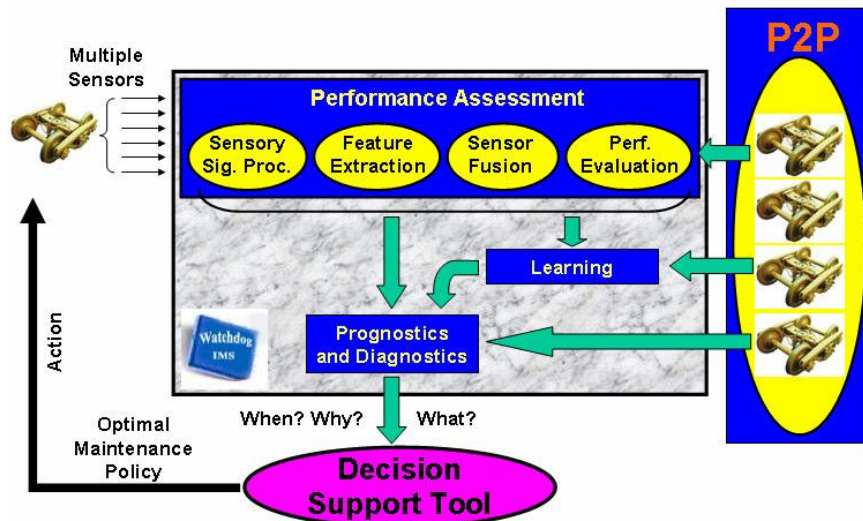 P2P
Multiple
Sensors
Performance Assessment
Sensory
Sig. Proc.
Feature
Extraction
Sensor
Fusion
Perf.
Evaluation
Learning
Watchdog
IMS
Prognostics
and Diagnostics
Action
When? Why?
What?
Optimal
Maintenance
Policy
Decision
Support Tool